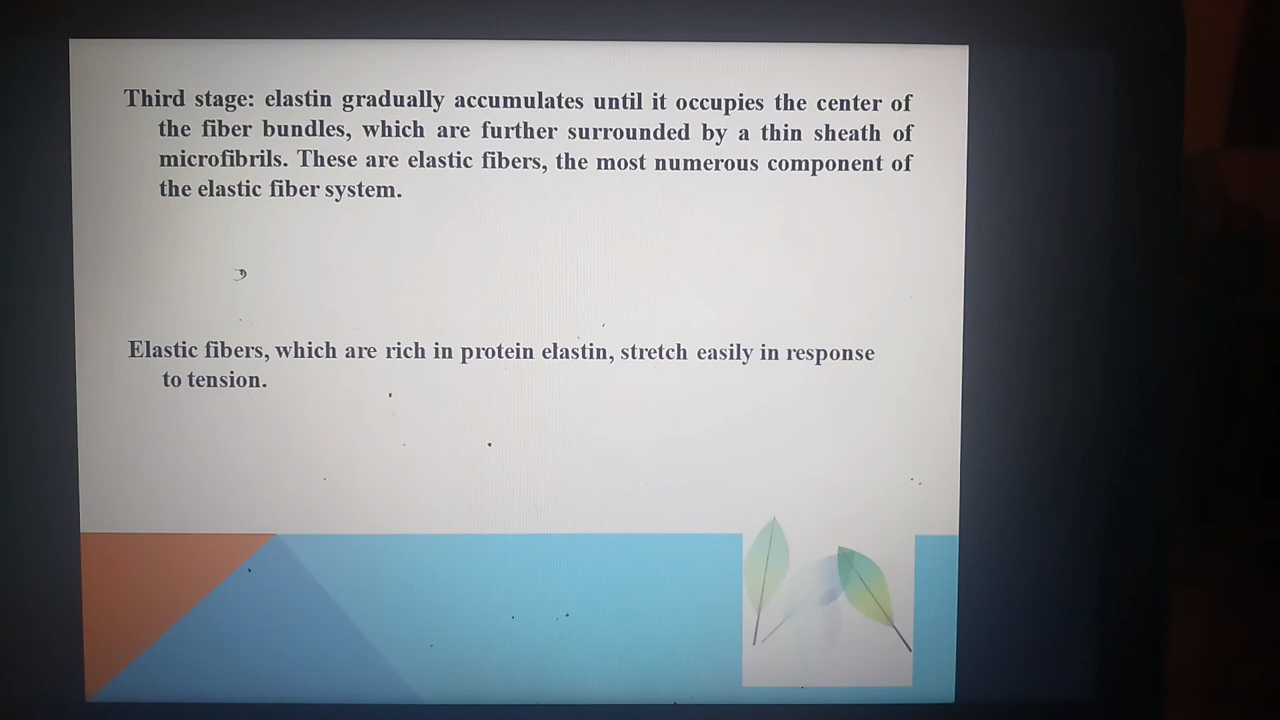 Third stage: elastin gradually accumulates until it occupies the center of
the fiber bundles, which are further surrounded by a thin sheath of
microfibrils. These are elastic fibers, the most numerous component of
the elastic fiber system.
Elastic fibers, which are rich in protein elastin, stretch easily in response
to tension.